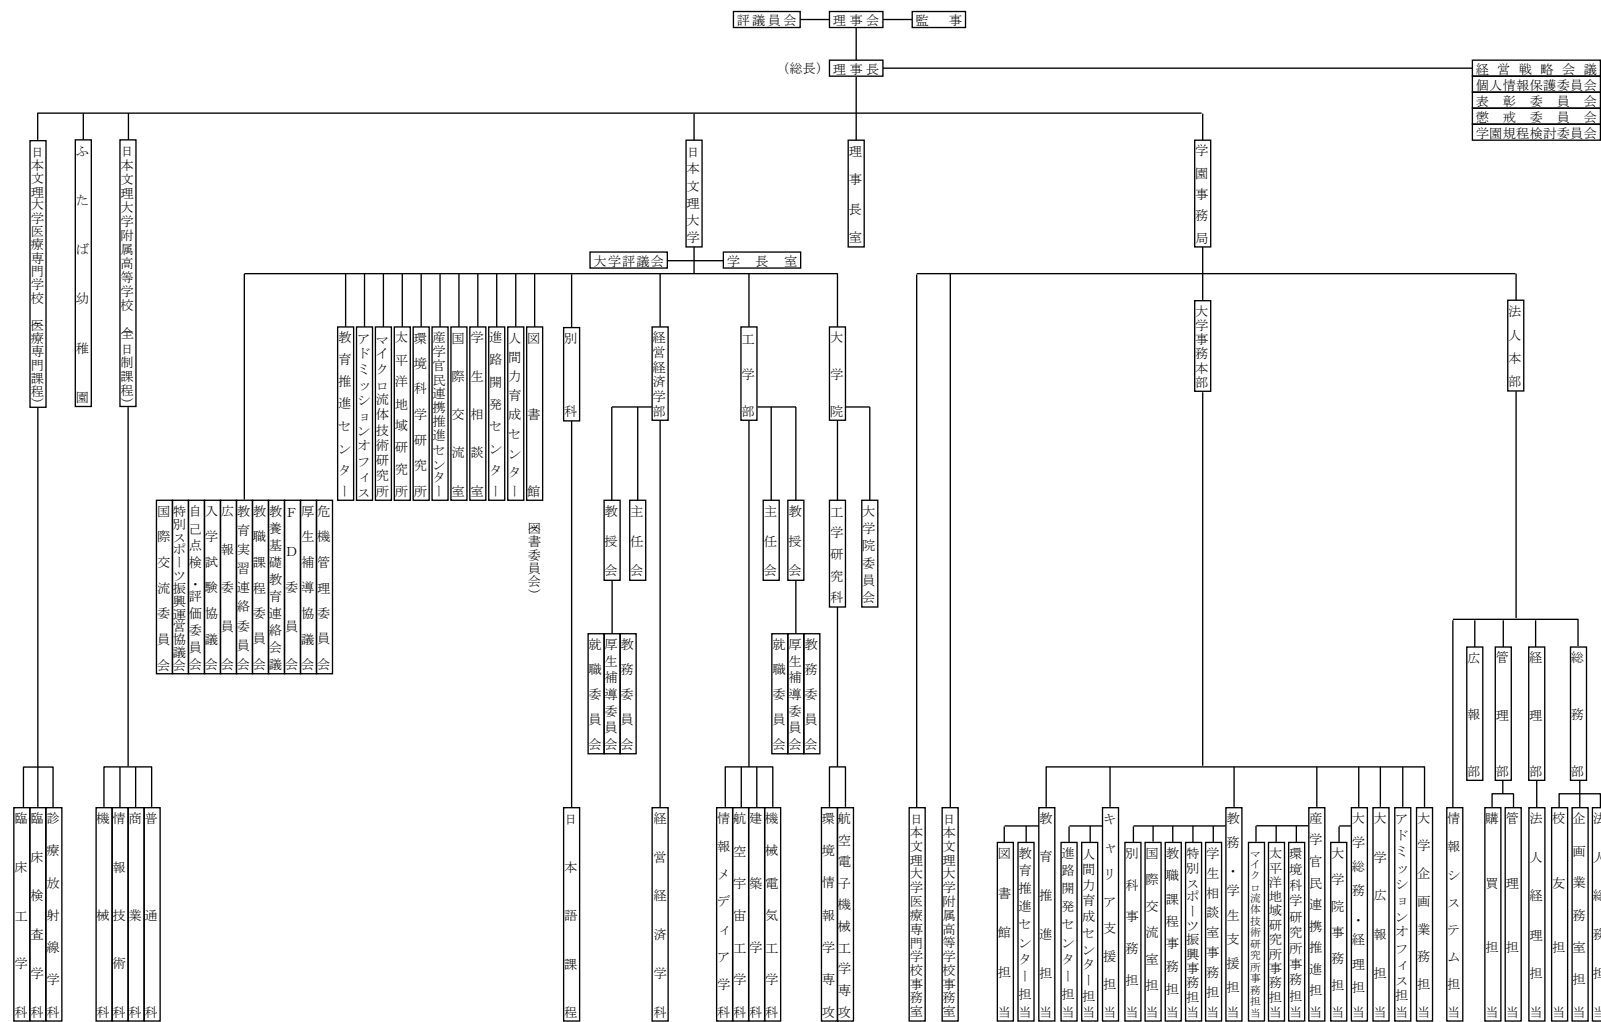 評議員会
理事会
監事
(総長)
理事長
経営戦略会議
個人情報保護委員会
表彰委員会
懲戒委員会
学園規程検討委員会
日本文理大学医療専門学校(医療専門課程)
ふたば幼稚園
日本文理大学附属高等学校(全日制課程)
日本文理大学
理事長室
学園事務局
大学評議会
学長室
教育推進センター
アドミッションオフィス
マイクロ流体技術研究所
太平洋地域研究所
環境科学研究所
産学官民連携推進センター
国際交流室
学生相談室
進路開発センター
人間力育成センター
図書館
別科
経営経済学部
工学部
大学院
大学事務本部
法人本部
国際交流委員会
特別スポーツ振興運営協議会
自己点検・評価委員会
入学試験協議会
広報委員会
教育実習連絡委員会
教職課程委員会
教養基礎教育連絡会議
FD委員会
厚生補導協議会
危機管理委員会
(図書委員会)
教授会
主任会
主任会
教授会
工学研究科
大学院委員会
就職委員会
厚生補導委員会
教務委員会
就職委員会
厚生補導委員会
教務委員会
広報部
管理部
経理部
総務部
臨床工学科
臨床検査学科
診療放射線学科
機械科
情報技術科
商業科
普通科
日本語課程
経営経済学科
情報メディア学科
航空宇宙工学科
建築学科
機械電気工学科
環境情報学専攻
航空電子機械工学専攻
日本文理大学医療専門学校事務室
日本文理大学附属高等学校事務室
図書館担当
教育推進センター担当
教育推進担当
進路開発センター担当
人間力育成センター担当
キャリア支援担当
別科事務担当
国際交流室担当
教職課程事務担当
特別スポーツ振興事務担当
学生相談室事務担当
教務・学生支援担当
マイクロ流体技術研究所事務担当
太平洋地域研究所事務担当
環境科学研究所事務担当
産学官民連携推進担当
大学院事務担当
大学総務・経理担当
大学広報担当
アドミッションオフィス担当
大学企画業務担当
情報システム担当
購買担当
管理担当
法人経理担当
校友担当
企画業務室担当